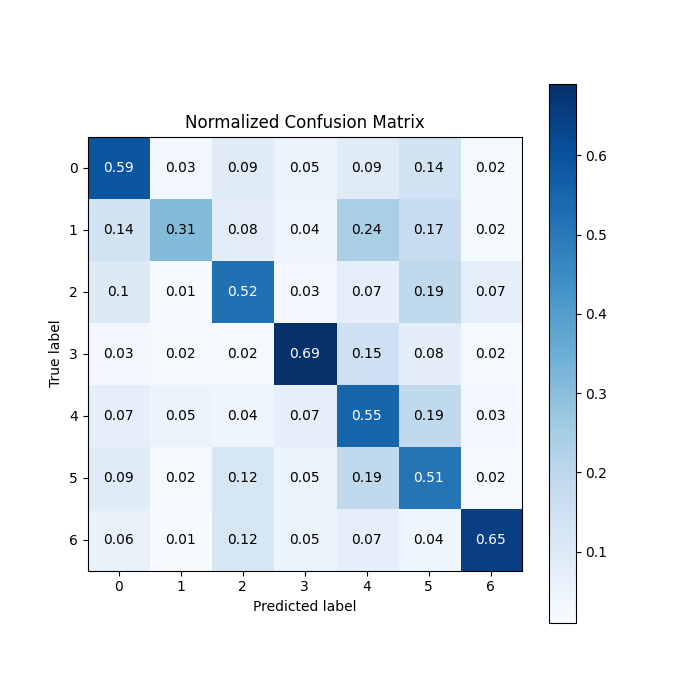 Normalized Confusion Matrix
0 0.59 0.03 0.09 0.05 0.09 0.14 0.02
1 0.14 0.31 0.08 0.04 0.24 0.17 0.02
2 0.1 0.01 0.52 0.03 0.07 0.19 0.07
3 0.03 0.02 0.02 0.69 0.15 0.08 0.02
4 0.07 0.05 0.04 0.07 0.55 0.19 0.03
5 0.09 0.02 0.12 0.05 0.19 0.51 0.02
6 0.06 0.01 0.12 0.05 0.07 0.04 0.65
0 1 2 3 4 5 6
Predicted label
True label
0.6
0.5
0.4
0.3
0.2
0.1